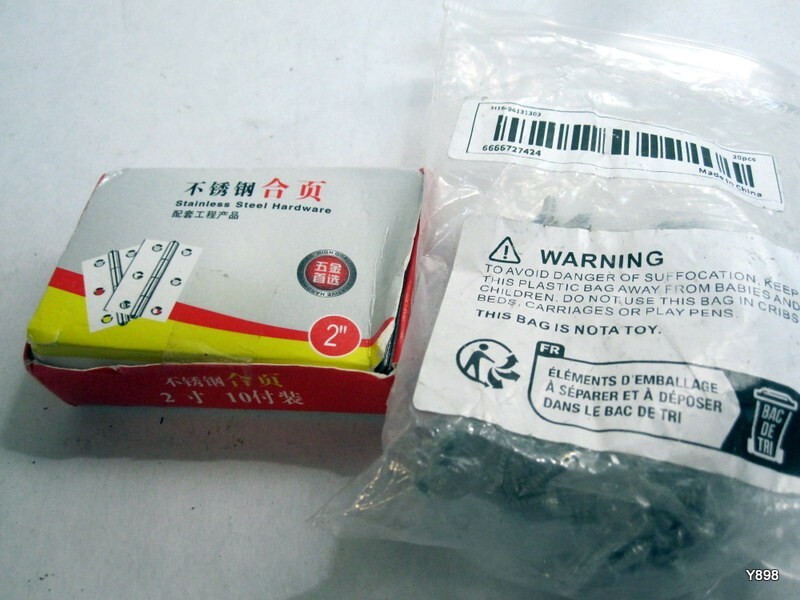 不锈钢合页
Stainless Steel Hardware
配套工程产品
五金
首选
2"
不锈钢合页
2寸 10付装
6666727424
20pcs
Made in China
WARNING
TO AVOID DANGER OF SUFFOCATION, KEEP
THIS PLASTIC BAG AWAY FROM BABIES AND
CHILDREN. DO NOT USE THIS BAG IN CRIBS
BEDS, CARRIAGES OR PLAY PENS.
THIS BAG IS NOT A TOY.
FR
ÉLÉMENTS D'EMBALLAGE
À SÉPARER ET À DÉPOSER
DANS LE BAC DE TRI
BAC
DE
TRI
Y898